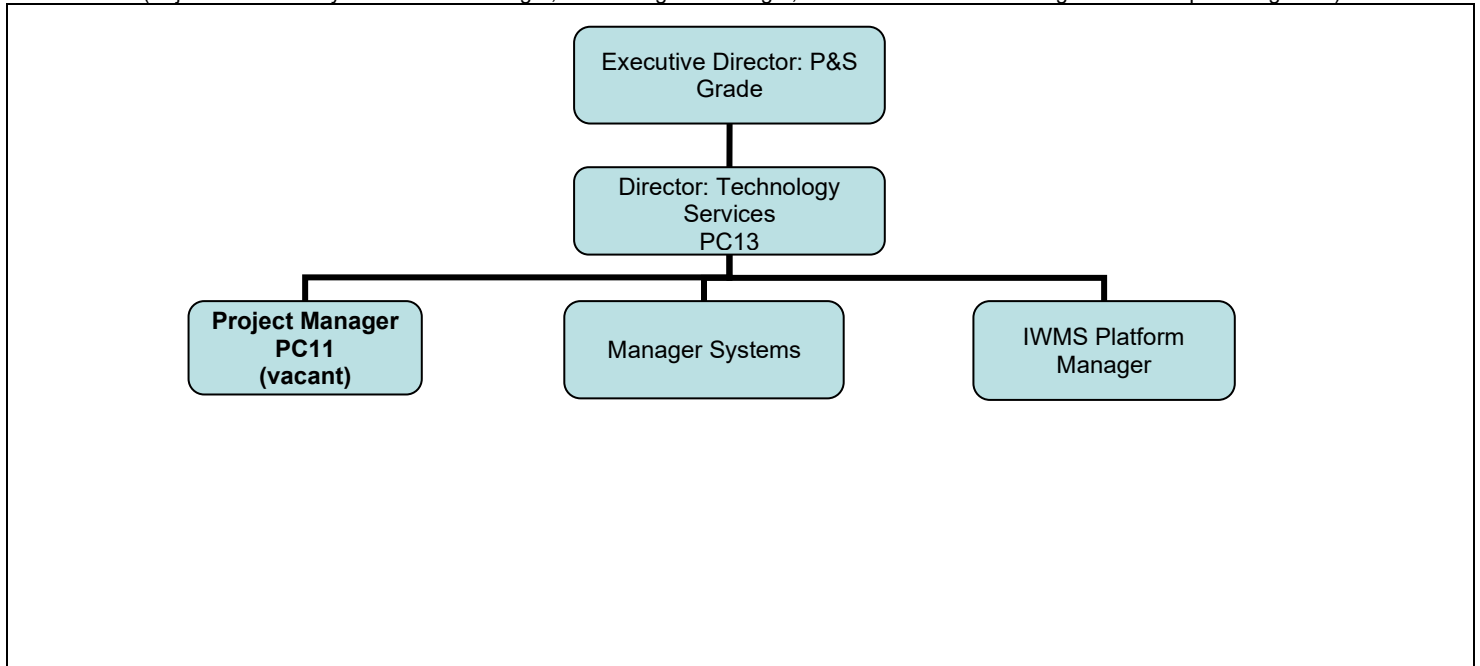 Executive Director: P&S
Grade
Director: Technology
Services
PC13
Project Manager
PC11
(vacant)
Manager Systems
IWMS Platform
Manager